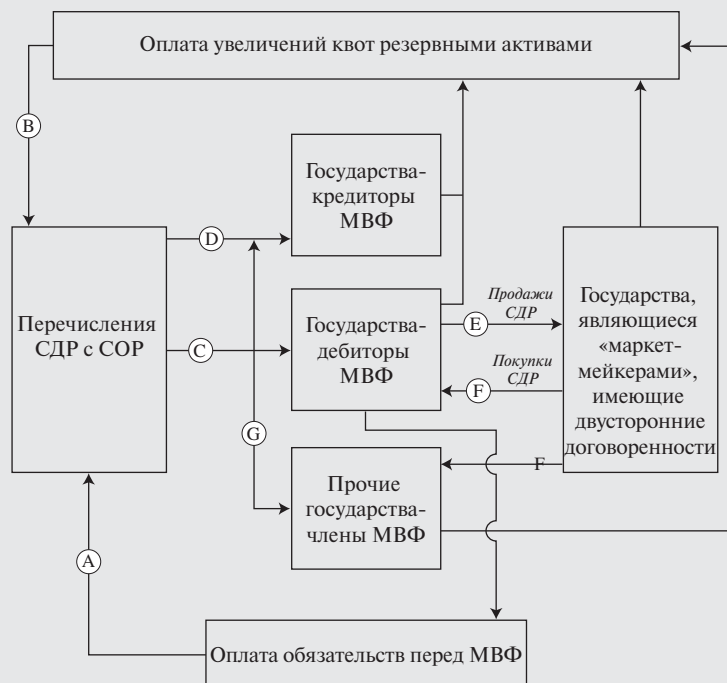 Оплата увеличений квот резервными активами
B
Государства-
кредиторы
МВФ
D
Перечисления
СДР с СОР
C
Государства-
дебиторы
МВФ
E
Продажи
СДР
F
Покупки
СДР
Государства,
являющиеся
«маркет-
мейкерами»,
имеющие
двусторонние
договоренности
G
F
Прочие
государства-
члены МВФ
A
Оплата обязательств перед МВФ